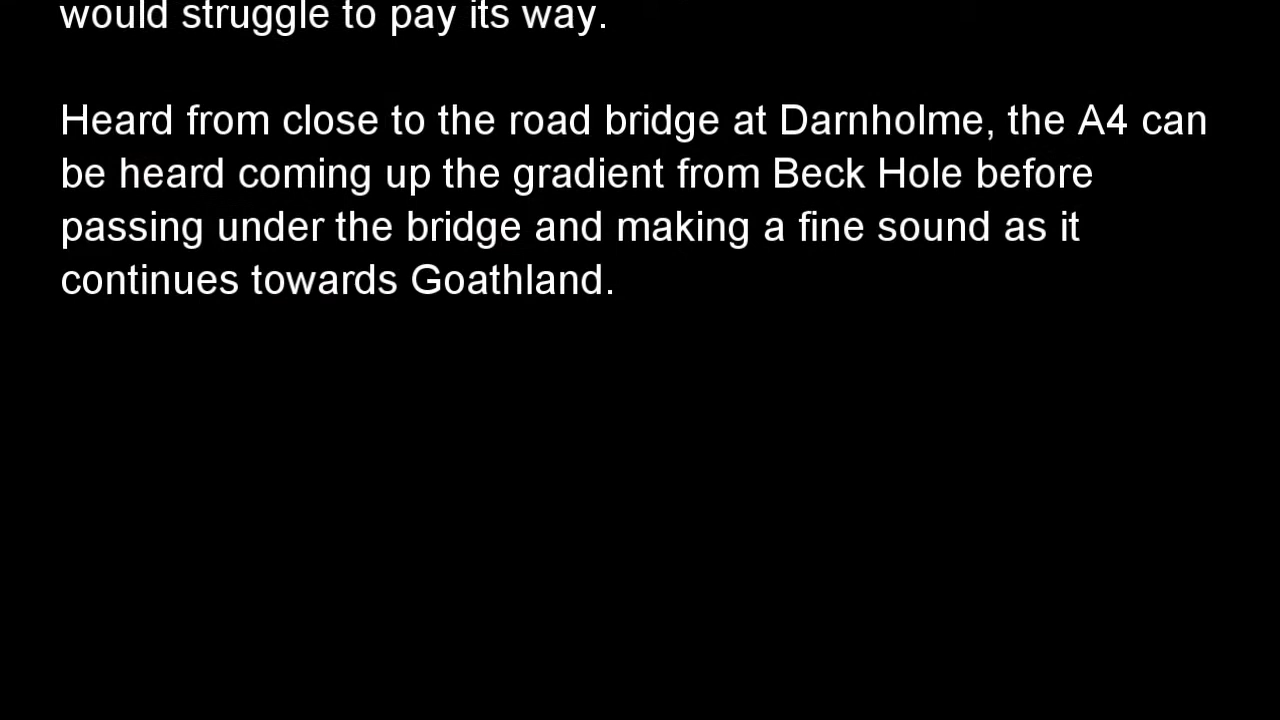 would struggle to pay its way.
Heard from close to the road bridge at Darnholme, the A4 can
be heard coming up the gradient from Beck Hole before
passing under the bridge and making a fine sound as it
continues towards Goathland.